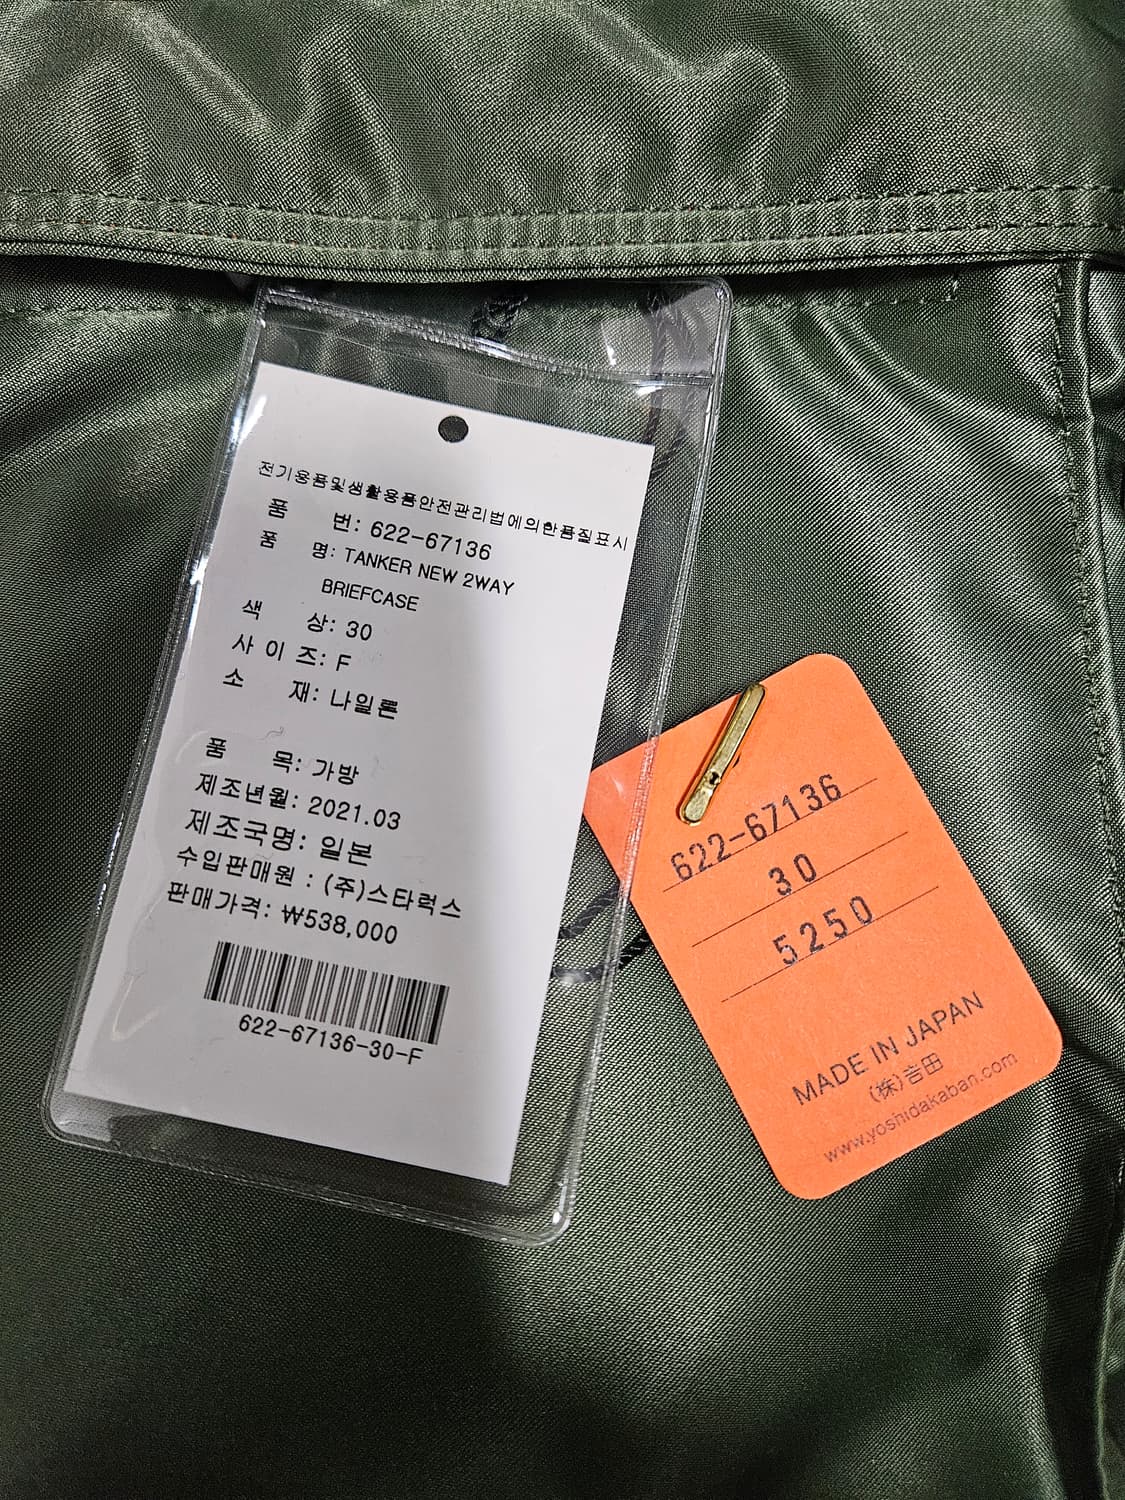 전기용품및생활용품안전관리법에의한품질표시
품 번: 622-67136
품 명: TANKER NEW 2WAY
BRIEFCASE
색 상: 30
사 이 즈: F
소 재: 나일론
품 목: 가방
제조년월: 2021.03
제조국명: 일본
수입판매원 : (주)스타럭스
판매가격: ₩538,000
622-67136-30-F
622-67136
30
5250
MADE IN JAPAN
(株)吉田
www.yoshidakaban.com